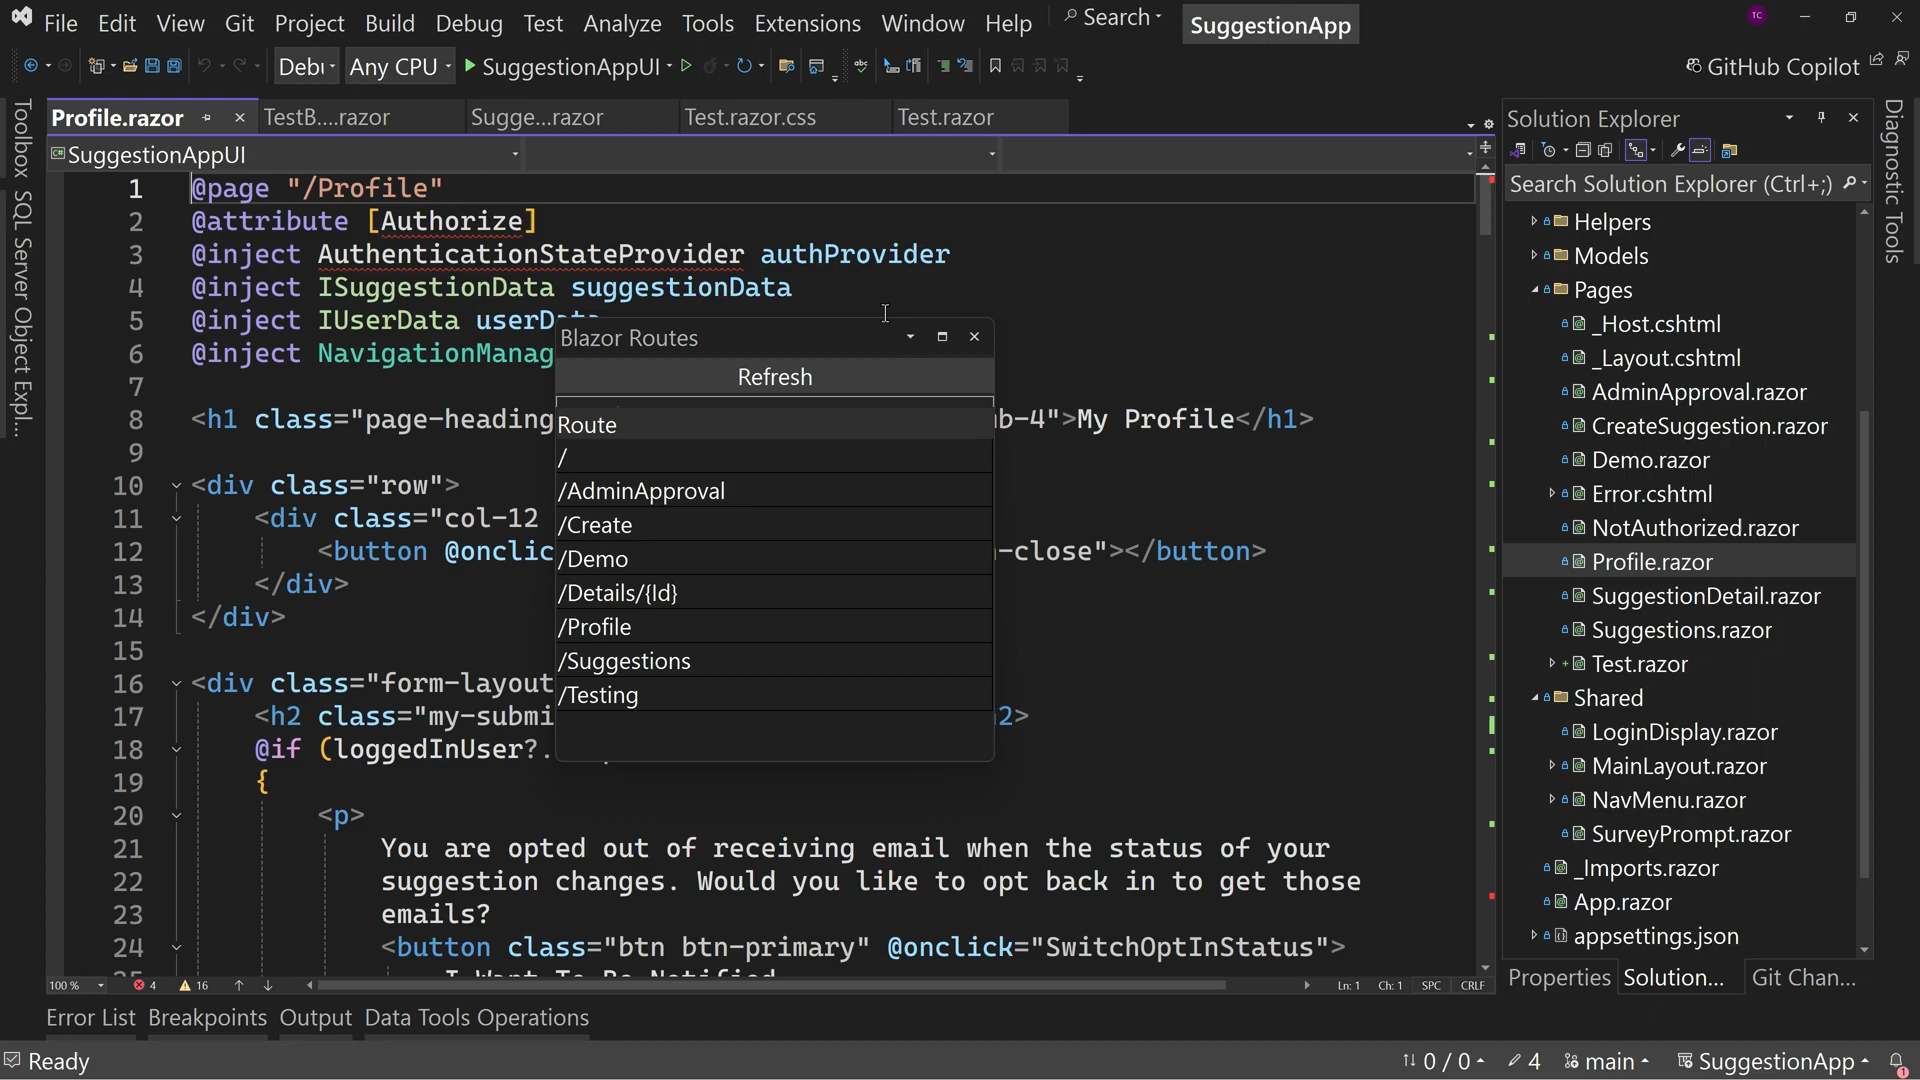 File Edit View Git Project Build Debug Test Analyze Tools Extensions Window Help Search SuggestionApp TC
Debu Any CPU SuggestionAppUI GitHub Copilot
Profile.razor TestB....razor Sugge...razor Test.razor.css Test.razor
SuggestionAppUI
1 @page "/Profile"
2 @attribute [Authorize]
3 @inject AuthenticationStateProvider authProvider
4 @inject ISuggestionData suggestionData
5 @inject IUserData userData
6 @inject NavigationManag
7
8 <h1 class="page-heading b-4">My Profile</h1>
9
10 <div class="row">
11 <div class="col-12
12 <button @onclic -close"></button>
13 </div>
14 </div>
15
16 <div class="form-layout
17 <h2 class="my-submi 2>
18 @if (loggedInUser?.
19 {
20 <p>
21 You are opted out of receiving email when the status of your
22 suggestion changes. Would you like to opt back in to get those
23 emails?
24 <button class="btn btn-primary" @onclick="SwitchOptInStatus">
25 I Want To Be Notified
Blazor Routes
Refresh
Route
/
/AdminApproval
/Create
/Demo
/Details/{Id}
/Profile
/Suggestions
/Testing
100 % 4 16 Ln: 1 Ch: 1 SPC CRLF
Error List Breakpoints Output Data Tools Operations
Ready 0 / 0 4 main SuggestionApp 1
Toolbox
SQL Server Object Expl...
Solution Explorer
Search Solution Explorer (Ctrl+;)
Helpers
Models
Pages
_Host.cshtml
_Layout.cshtml
AdminApproval.razor
CreateSuggestion.razor
Demo.razor
Error.cshtml
NotAuthorized.razor
Profile.razor
SuggestionDetail.razor
Suggestions.razor
Test.razor
Shared
LoginDisplay.razor
MainLayout.razor
NavMenu.razor
SurveyPrompt.razor
_Imports.razor
App.razor
appsettings.json
Properties Solution... Git Chan...
Diagnostic Tools